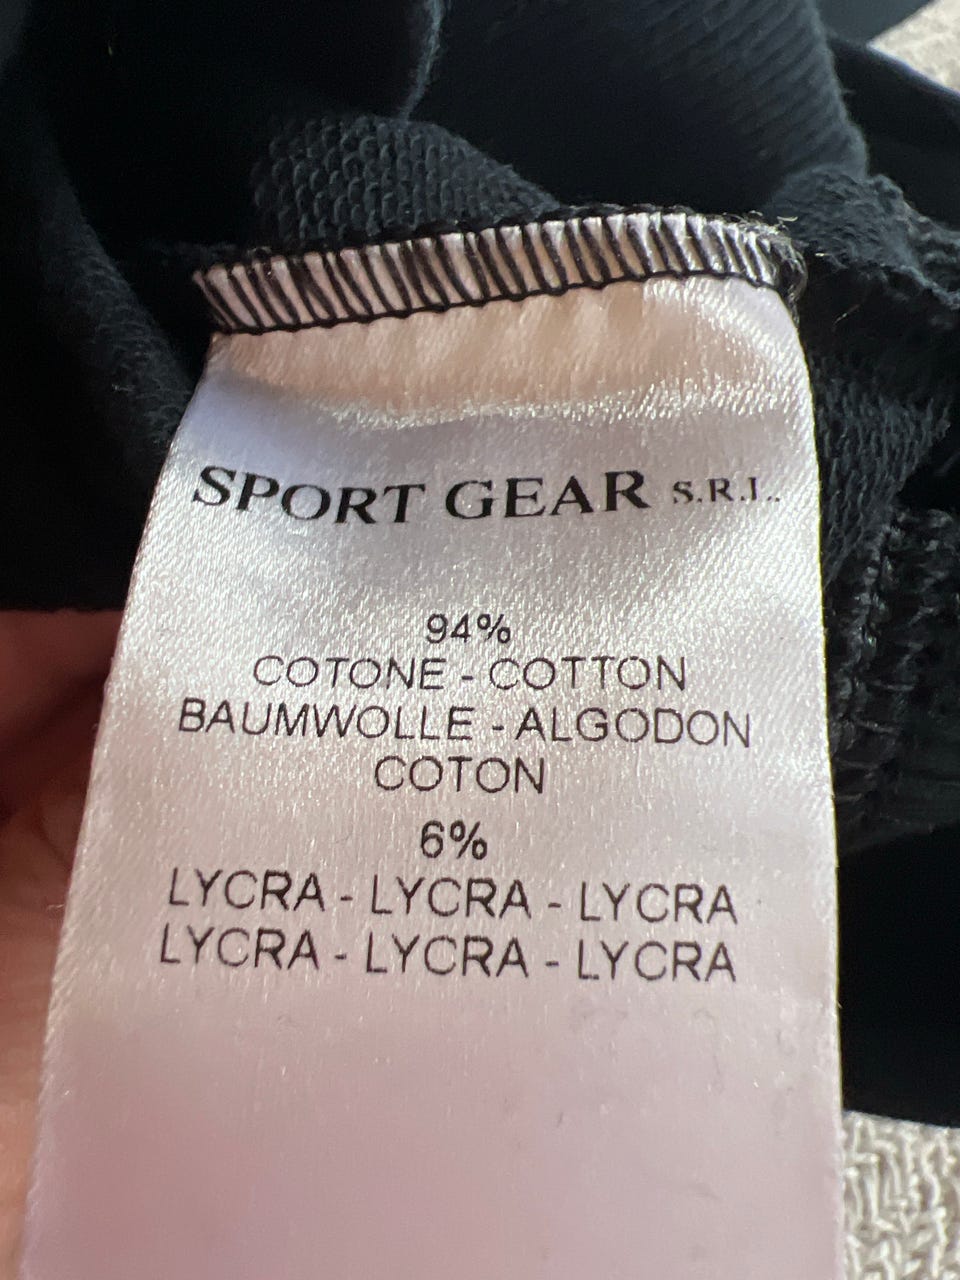 SPORT GEAR S.R.L.
94%
COTONE - COTTON
BAUMWOLLE - ALGODON
COTON
6%
LYCRA - LYCRA - LYCRA
LYCRA - LYCRA - LYCRA